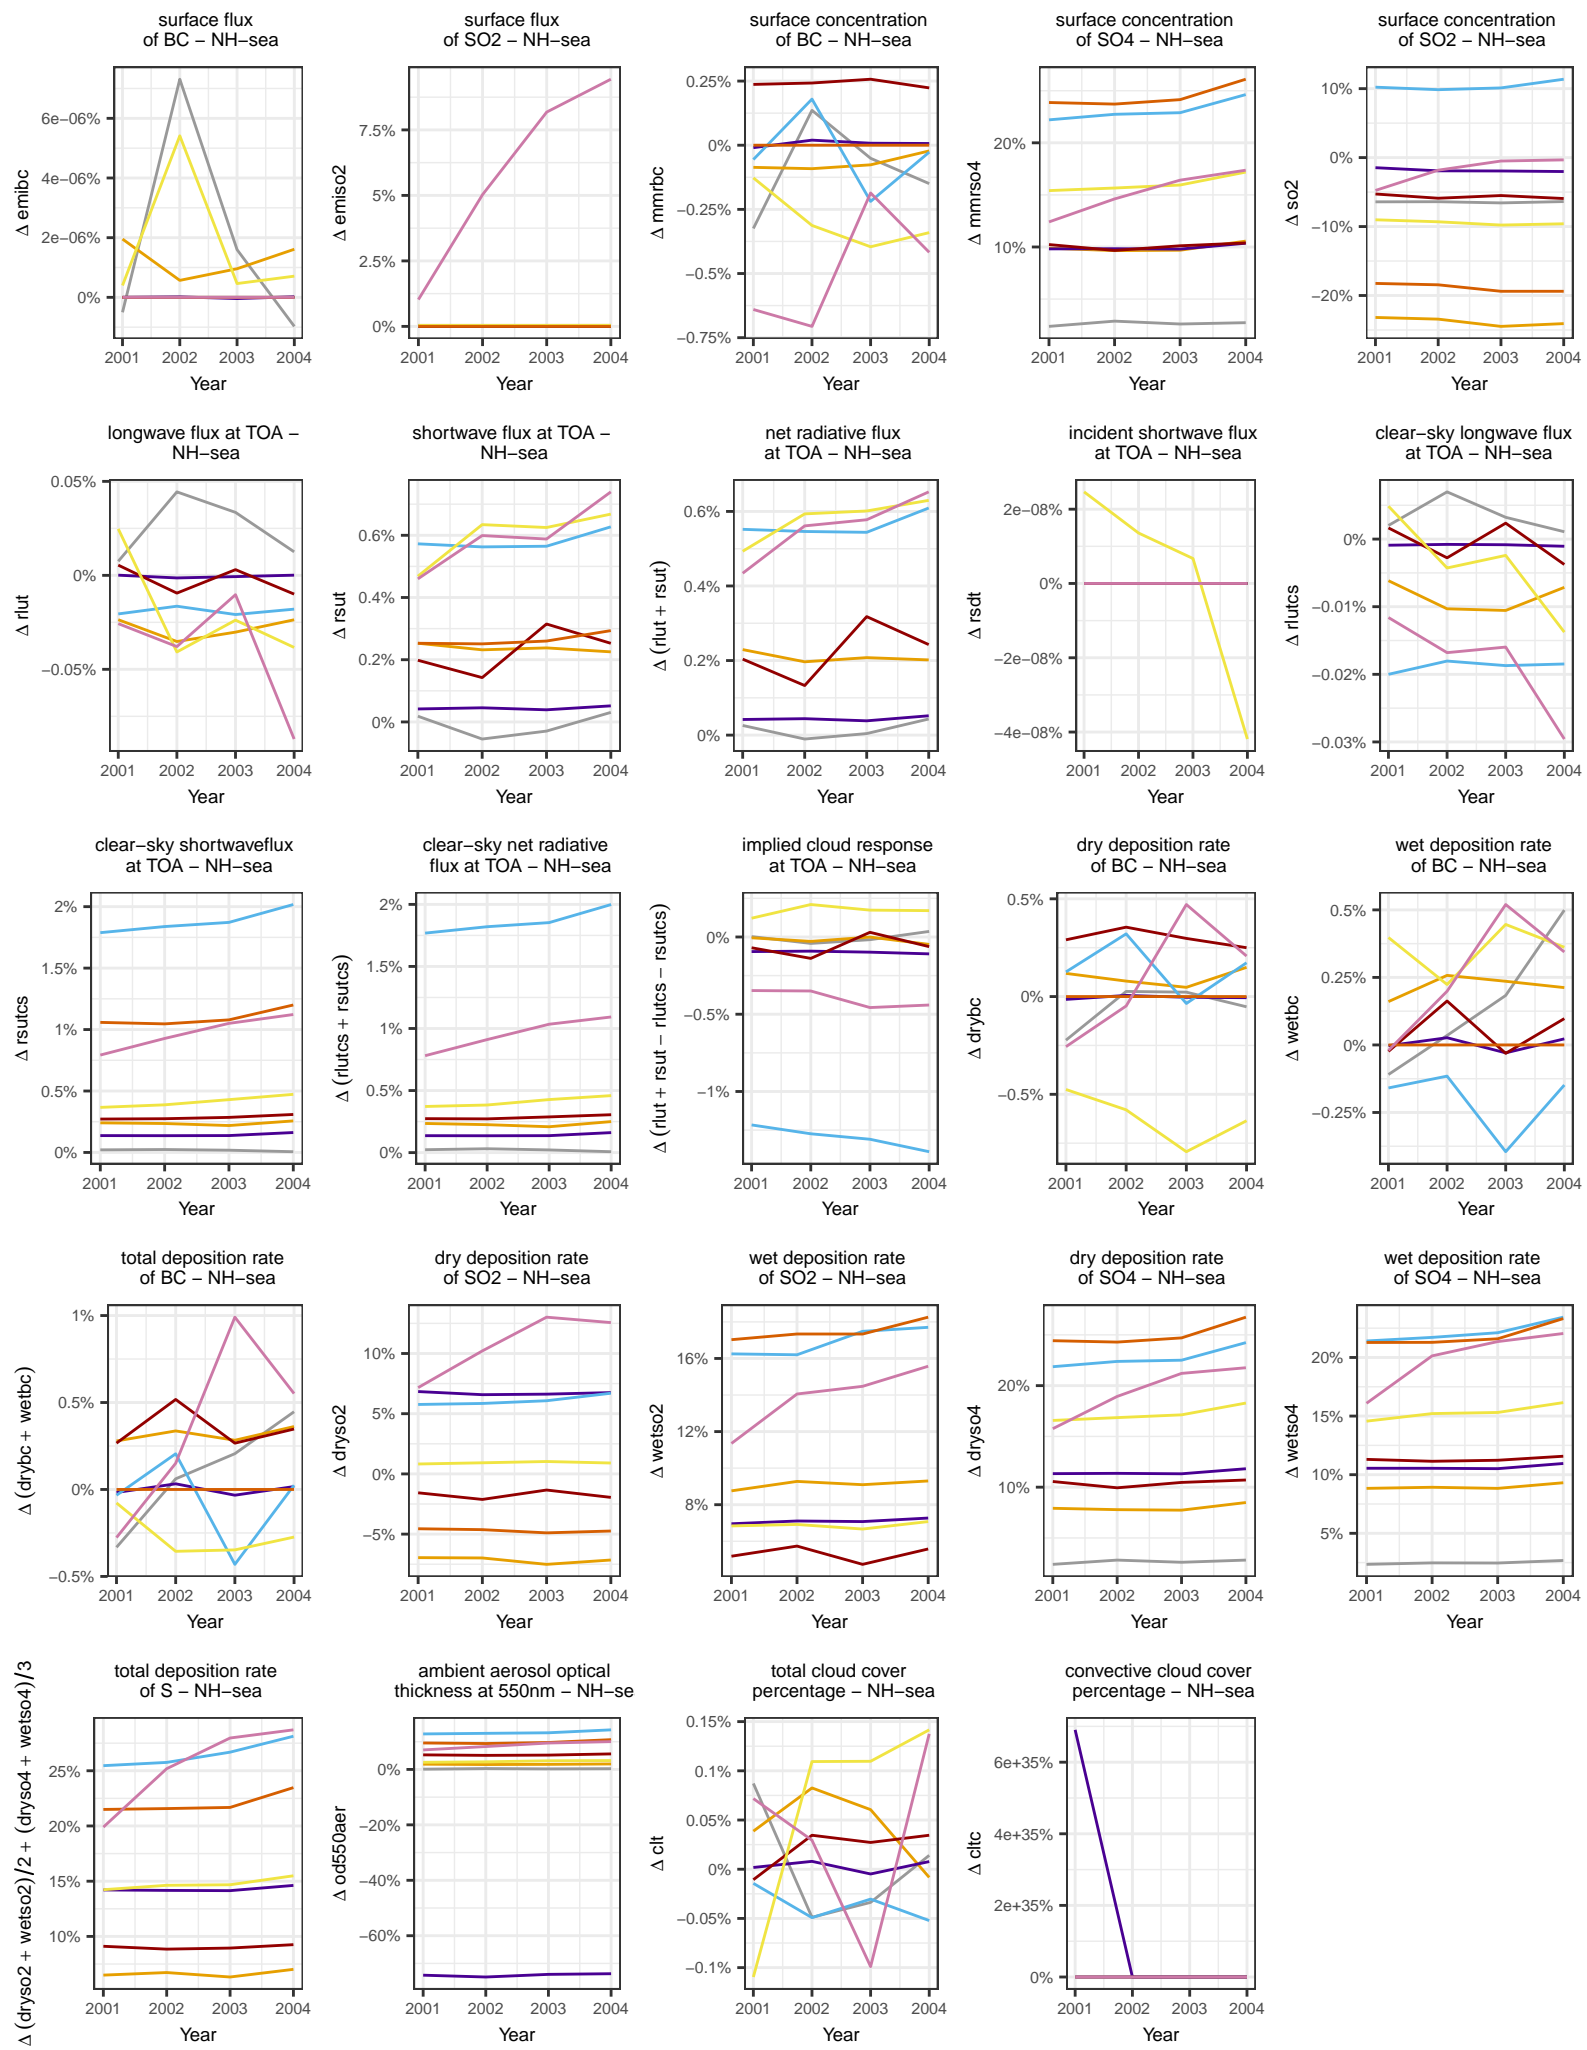 surface flux
of BC − NH−sea
Δ emibc
6e−06%
4e−06%
2e−06%
0%
2001 2002 2003 2004
Year
surface flux
of SO2 − NH−sea
Δ emiso2
7.5%
5%
2.5%
0%
2001 2002 2003 2004
Year
surface concentration
of BC − NH−sea
Δ mmrbc
0.25%
0%
−0.25%
−0.5%
−0.75%
2001 2002 2003 2004
Year
surface concentration
of SO4 − NH−sea
Δ mmrso4
20%
10%
2001 2002 2003 2004
Year
surface concentration
of SO2 − NH−sea
Δ so2
10%
0%
−10%
−20%
2001 2002 2003 2004
Year
longwave flux at TOA −
NH−sea
Δ rlut
0.05%
0%
−0.05%
2001 2002 2003 2004
Year
shortwave flux at TOA −
NH−sea
Δ rsut
0.6%
0.4%
0.2%
0%
2001 2002 2003 2004
Year
net radiative flux
at TOA − NH−sea
Δ (rlut + rsut)
0.6%
0.4%
0.2%
0%
2001 2002 2003 2004
Year
incident shortwave flux
at TOA − NH−sea
Δ rsdt
2e−08%
0%
−2e−08%
−4e−08%
2001 2002 2003 2004
Year
clear−sky longwave flux
at TOA − NH−sea
Δ rlutcs
0%
−0.01%
−0.02%
−0.03%
2001 2002 2003 2004
Year
clear−sky shortwaveflux
at TOA − NH−sea
Δ rsutcs
2%
1.5%
1%
0.5%
0%
2001 2002 2003 2004
Year
clear−sky net radiative
flux at TOA − NH−sea
Δ (rlutcs + rsutcs)
2%
1.5%
1%
0.5%
0%
2001 2002 2003 2004
Year
implied cloud response
at TOA − NH−sea
Δ (rlut + rsut − rlutcs − rsutcs)
0%
−0.5%
−1%
2001 2002 2003 2004
Year
dry deposition rate
of BC − NH−sea
Δ drybc
0.5%
0%
−0.5%
2001 2002 2003 2004
Year
wet deposition rate
of BC − NH−sea
Δ wetbc
0.5%
0.25%
0%
−0.25%
2001 2002 2003 2004
Year
total deposition rate
of BC − NH−sea
Δ (drybc + wetbc)
1%
0.5%
0%
−0.5%
2001 2002 2003 2004
Year
dry deposition rate
of SO2 − NH−sea
Δ dryso2
10%
5%
0%
−5%
2001 2002 2003 2004
Year
wet deposition rate
of SO2 − NH−sea
Δ wetso2
16%
12%
8%
2001 2002 2003 2004
Year
dry deposition rate
of SO4 − NH−sea
Δ dryso4
20%
10%
2001 2002 2003 2004
Year
wet deposition rate
of SO4 − NH−sea
Δ wetso4
20%
15%
10%
5%
2001 2002 2003 2004
Year
total deposition rate
of S − NH−sea
Δ (dryso2 + wetso2)/2 + (dryso4 + wetso4)/3
25%
20%
15%
10%
2001 2002 2003 2004
Year
ambient aerosol optical
thickness at 550nm − NH−se
Δ od550aer
0%
−20%
−40%
−60%
2001 2002 2003 2004
Year
total cloud cover
percentage − NH−sea
Δ clt
0.15%
0.1%
0.05%
0%
−0.05%
−0.1%
2001 2002 2003 2004
Year
convective cloud cover
percentage − NH−sea
Δ cltc
6e+35%
4e+35%
2e+35%
0%
2001 2002 2003 2004
Year